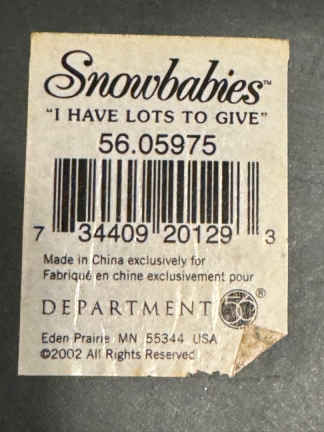 Snowbabies™
"I HAVE LOTS TO GIVE"
56.05975
7 34409 20129 3
Made in China exclusively for
Fabriqué en chine exclusivement pour
DEPARTMENT 56®
Eden Prairie MN 55344 USA
©2002 All Rights Reserved